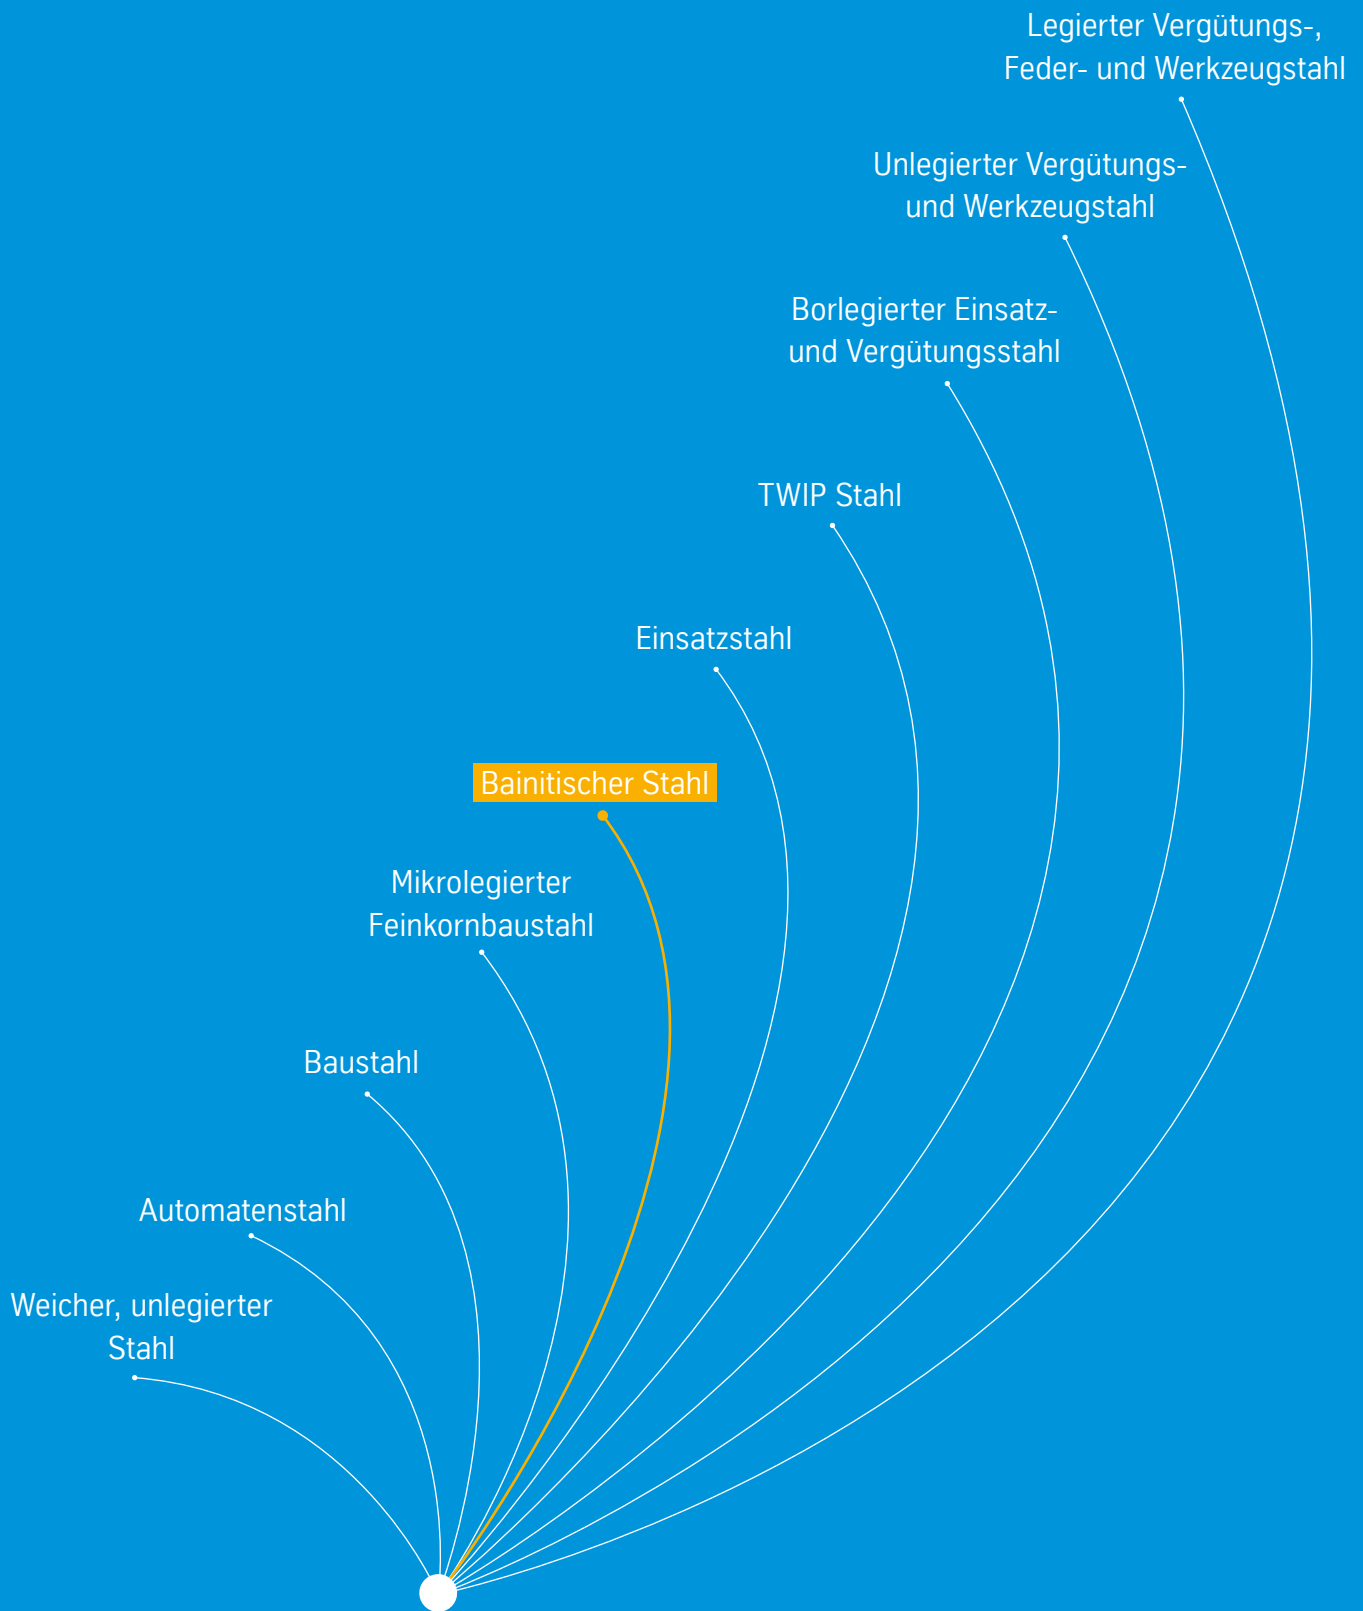 Legierter Vergütungs-,
Feder- und Werkzeugstahl
Unlegierter Vergütungs-
und Werkzeugstahl
Borlegierter Einsatz-
und Vergütungsstahl
TWIP Stahl
Einsatzstahl
Bainitischer Stahl
Mikrolegierter
Feinkornbaustahl
Baustahl
Automatenstahl
Weicher, unlegierter
Stahl